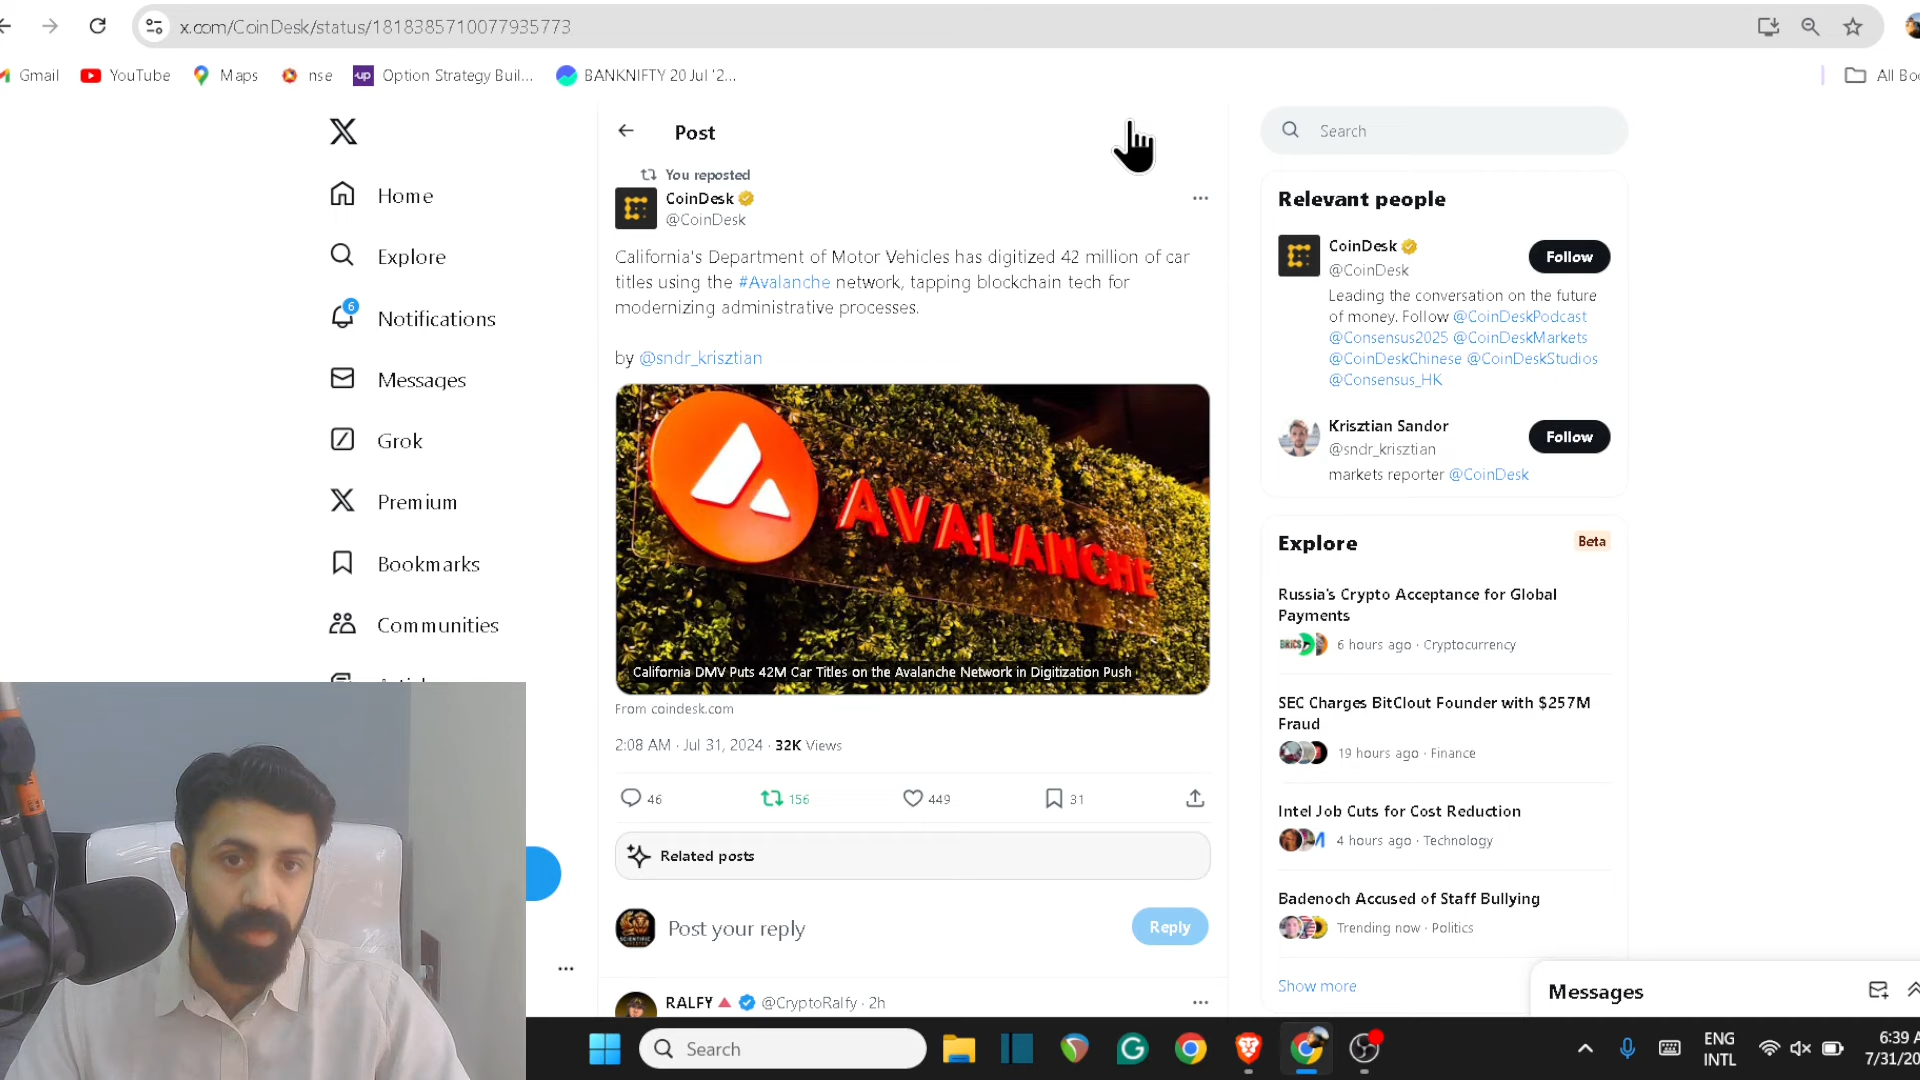 x.com/CoinDesk/status/1818385710077935773
Gmail
YouTube
Maps
nse
up
Option Strategy Buil...
BANKNIFTY 20 Jul '2...
All
Home
Explore
6
Notifications
Messages
Grok
Premium
Bookmarks
Communities
Post
You reposted
CoinDesk
@CoinDesk
California's Department of Motor Vehicles has digitized 42 million of car
titles using the #Avalanche network, tapping blockchain tech for
modernizing administrative processes.
by @sndr_krisztian
AVALANCHE
California DMV Puts 42M Car Titles on the Avalanche Network in Digitization Push
From coindesk.com
2:08 AM · Jul 31, 2024 · 32K Views
46
156
449
31
Related posts
Post your reply
Reply
RALFY
@CryptoRalfy · 2h
Search
Relevant people
CoinDesk
@CoinDesk
Follow
Leading the conversation on the future
of money. Follow @CoinDeskPodcast
@Consensus2025 @CoinDeskMarkets
@CoinDeskChinese @CoinDeskStudios
@Consensus_HK
Krisztian Sandor
@sndr_krisztian
Follow
markets reporter @CoinDesk
Explore
Beta
Russia's Crypto Acceptance for Global
Payments
6 hours ago · Cryptocurrency
SEC Charges BitClout Founder with $257M
Fraud
19 hours ago · Finance
Intel Job Cuts for Cost Reduction
4 hours ago · Technology
Badenoch Accused of Staff Bullying
Trending now · Politics
Show more
Messages
Search
ENG
INTL
6:39
7/31/20